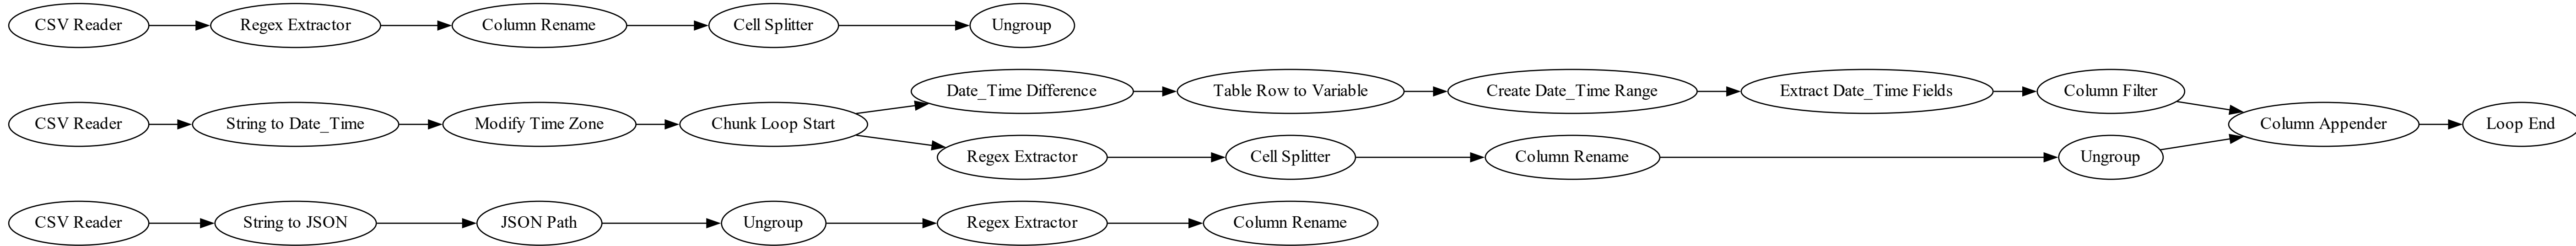 CSV Reader
Regex Extractor
Column Rename
Cell Splitter
Ungroup
CSV Reader
String to Date_Time
Modify Time Zone
Chunk Loop Start
Date_Time Difference
Table Row to Variable
Create Date_Time Range
Extract Date_Time Fields
Column Filter
Regex Extractor
Cell Splitter
Column Rename
Ungroup
Column Appender
Loop End
CSV Reader
String to JSON
JSON Path
Ungroup
Regex Extractor
Column Rename